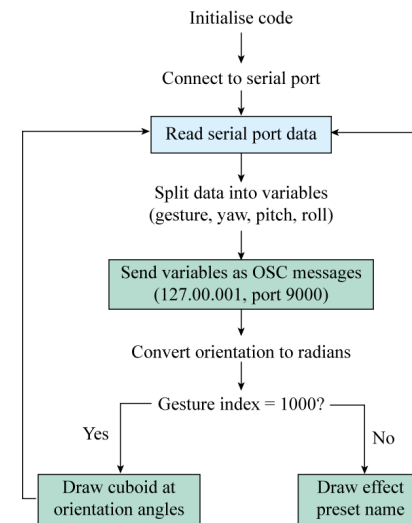 Initialise code
Connect to serial port
Read serial port data
Split data into variables
(gesture, yaw, pitch, roll)
Send variables as OSC messages
(127.00.001, port 9000)
Convert orientation to radians
Gesture index = 1000?
Yes
No
Draw cuboid at
orientation angles
Draw effect
preset name